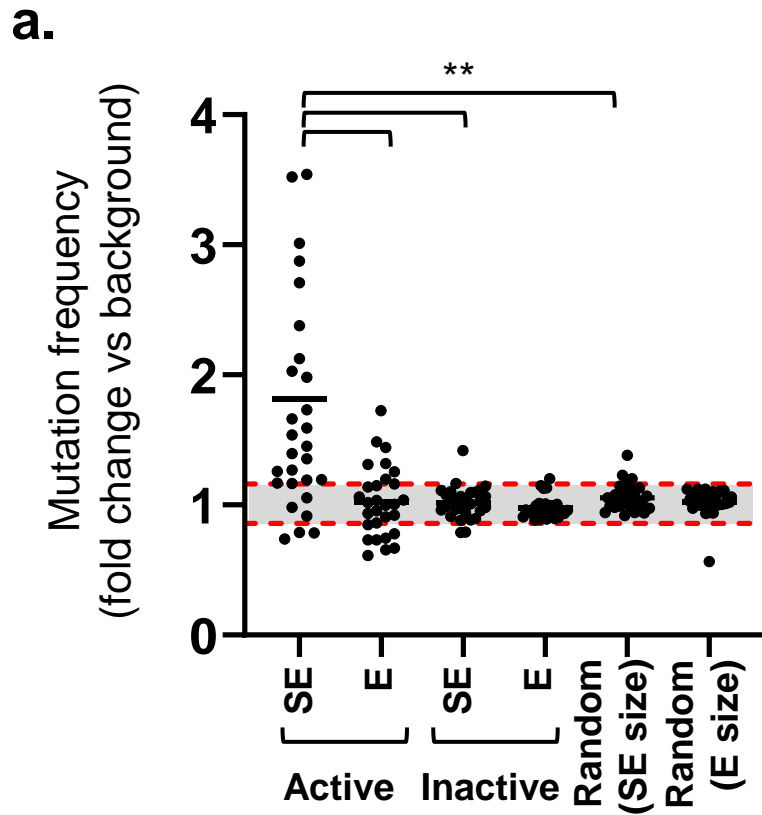 a.
**
Mutation frequency
(fold change vs background)
4
3
2
1
0
SE
E
SE
E
Random
(SE size)
Random
(E size)
Active
Inactive